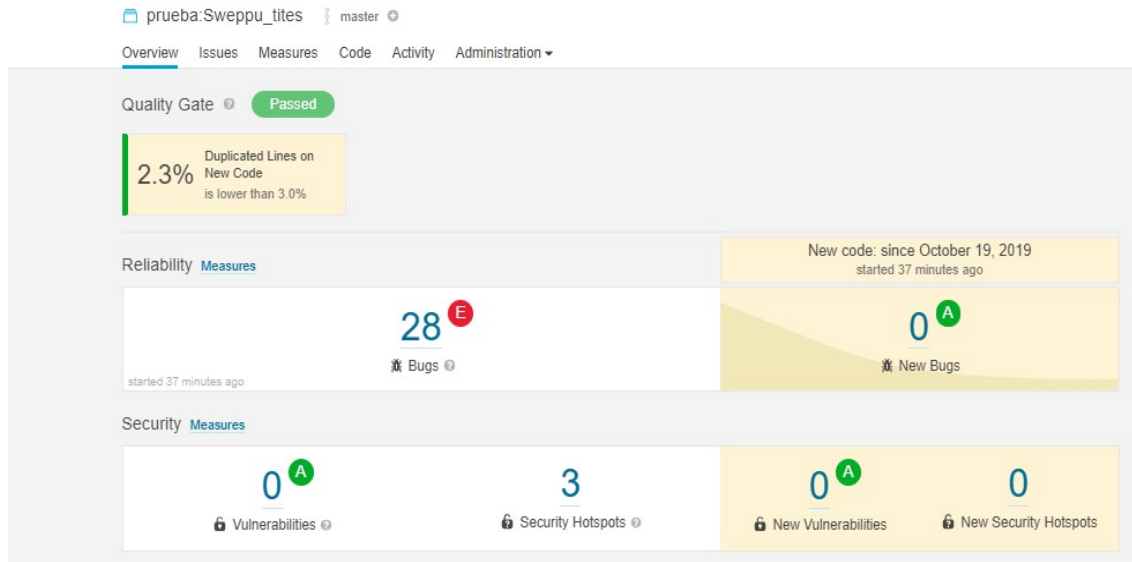 prueba:Sweppu_tites master
Overview Issues Measures Code Activity Administration
Quality Gate Passed
2.3% Duplicated Lines on
New Code
is lower than 3.0%
New code: since October 19, 2019
started 37 minutes ago
Reliability Measures
28 E
Bugs
started 37 minutes ago
0 A
New Bugs
Security Measures
0 A
Vulnerabilities
3
Security Hotspots
0 A
New Vulnerabilities
0
New Security Hotspots